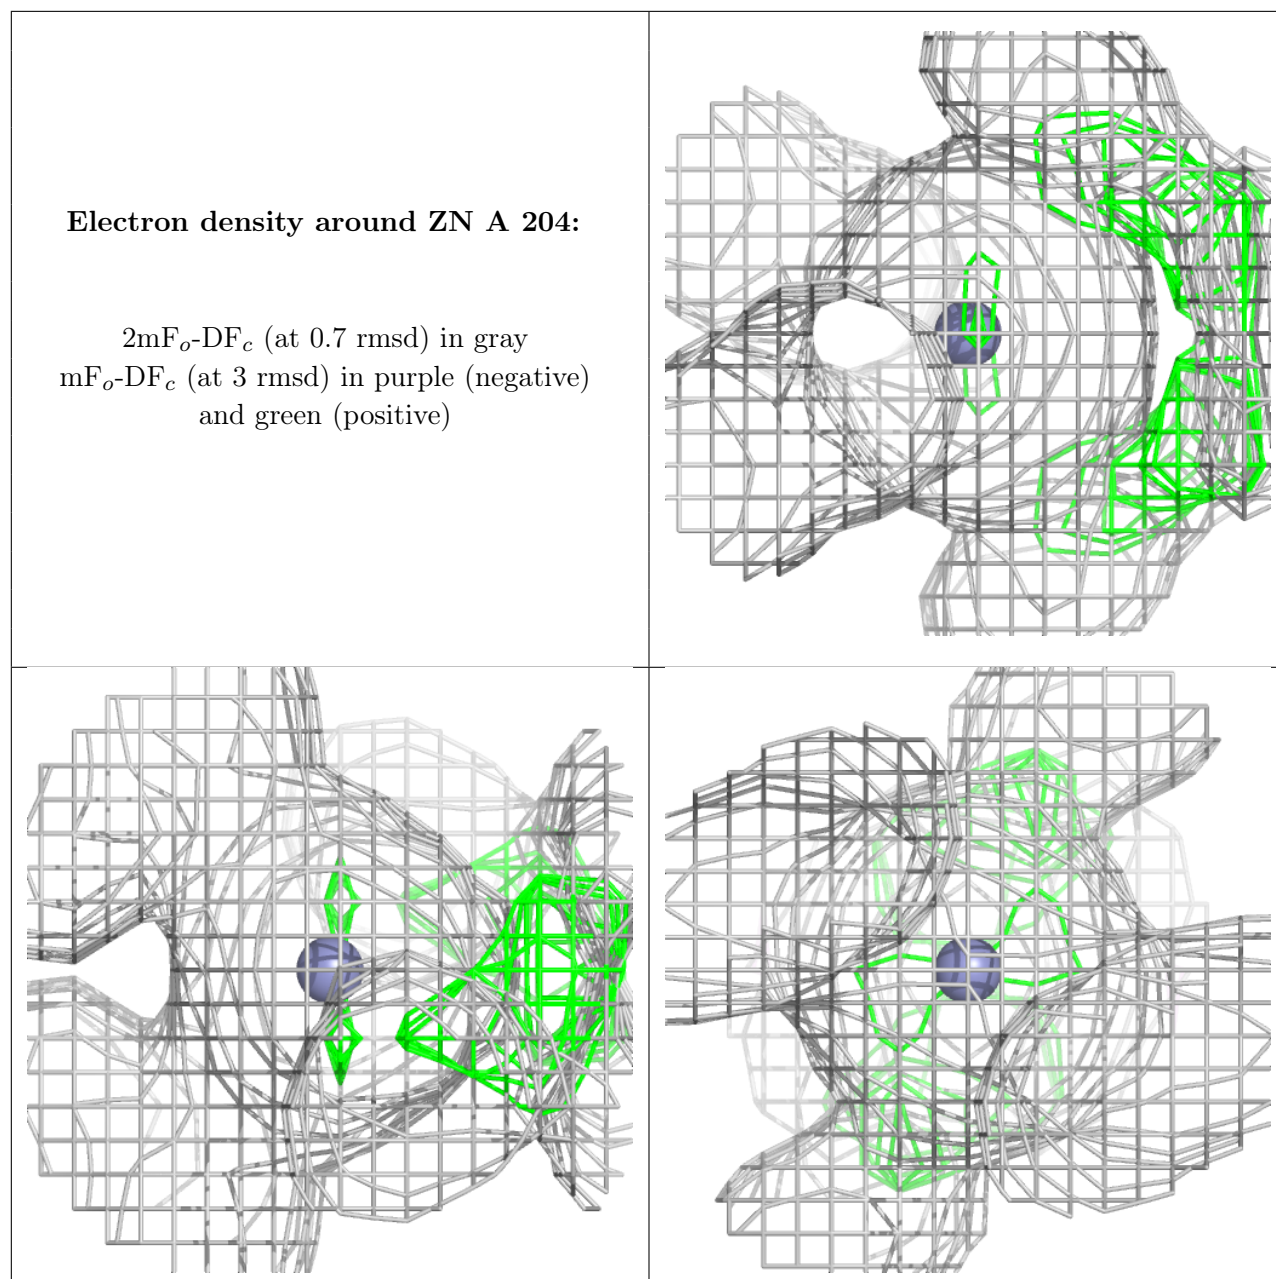 Electron density around ZN A 204:
2mFo-DFc (at 0.7 rmsd) in gray
mFo-DFc (at 3 rmsd) in purple (negative)
and green (positive)